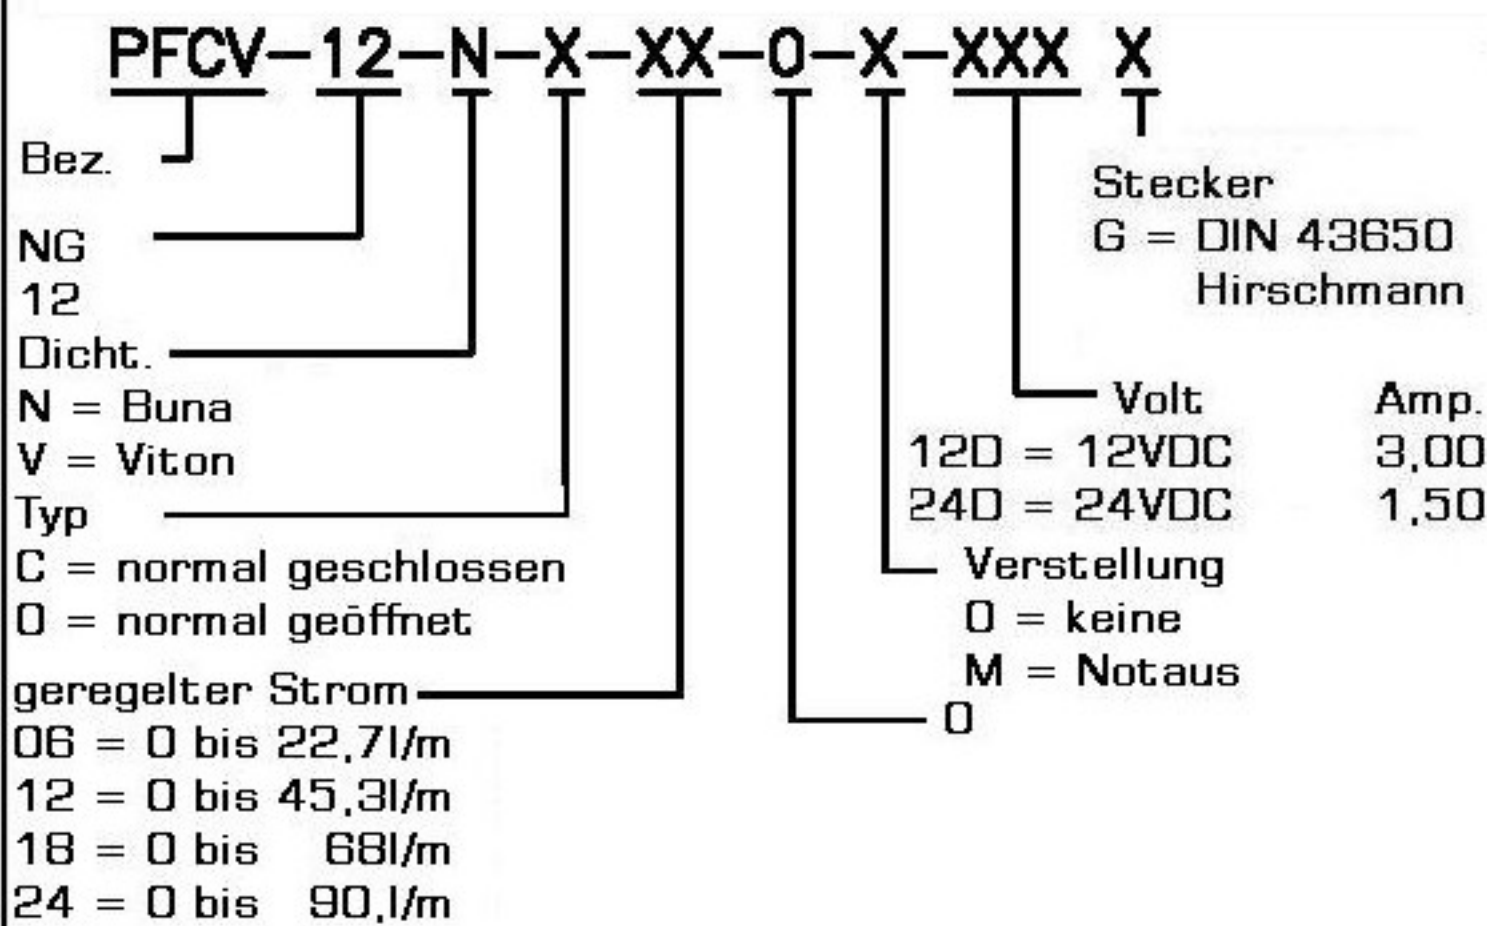 PFCV-12-N-X-XX-0-X-XXX X
Bez.
NG
12
Dicht.
N = Buna
V = Viton
Typ
C = normal geschlossen
O = normal geöffnet
geregelter Strom
06 = 0 bis 22,7l/m
12 = 0 bis 45,3l/m
18 = 0 bis 68l/m
24 = 0 bis 90,l/m
Stecker
G = DIN 43650
Hirschmann
Volt Amp.
12D = 12VDC 3,00
24D = 24VDC 1,50
Verstellung
O = keine
M = Notaus
0